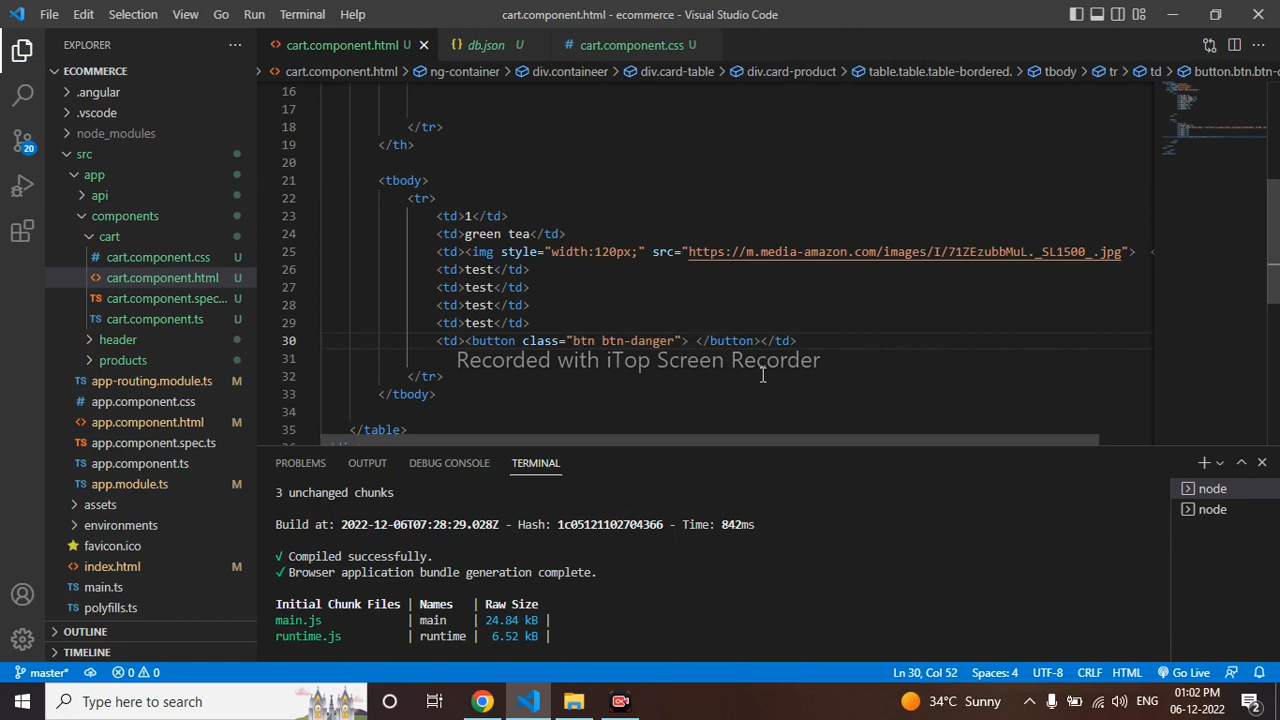 File Edit Selection View Go Run Terminal Help
cart.component.html - ecommerce - Visual Studio Code
EXPLORER
ECOMMERCE
.angular
.vscode
node_modules
src
app
api
components
cart
cart.component.css U
cart.component.html U
cart.component.spec... U
cart.component.ts U
header
products
app-routing.module.ts M
app.component.css
app.component.html M
app.component.spec.ts
app.component.ts
app.module.ts M
assets
environments
favicon.ico
index.html M
main.ts
polyfills.ts
OUTLINE
TIMELINE
20
cart.component.html U
db.json U
cart.component.css U
cart.component.html ng-container div.containeer div.card-table div.card-product table.table.table-bordered. tbody tr td button.btn.btn-
16
17
18 </tr>
19 </th>
20
21 <tbody>
22 <tr>
23 <td>1</td>
24 <td>green tea</td>
25 <td><img style="width:120px;" src="https://m.media-amazon.com/images/I/71ZEzubbMuL._SL1500_.jpg"> <
26 <td>test</td>
27 <td>test</td>
28 <td>test</td>
29 <td>test</td>
30 <td><button class="btn btn-danger"> </button></td>
31
32 </tr>
33 </tbody>
34
35 </table>
Recorded with iTop Screen Recorder
PROBLEMS OUTPUT DEBUG CONSOLE TERMINAL
3 unchanged chunks
Build at: 2022-12-06T07:28:29.028Z - Hash: 1c05121102704366 - Time: 842ms
√ Compiled successfully.
✓ Browser application bundle generation complete.
Initial Chunk Files | Names | Raw Size
main.js | main | 24.84 kB |
runtime.js | runtime | 6.52 kB |
node
node
master* 0 0 Ln 30, Col 52 Spaces: 4 UTF-8 CRLF HTML Go Live
Type here to search
34°C Sunny
ENG
01:02 PM
06-12-2022
2